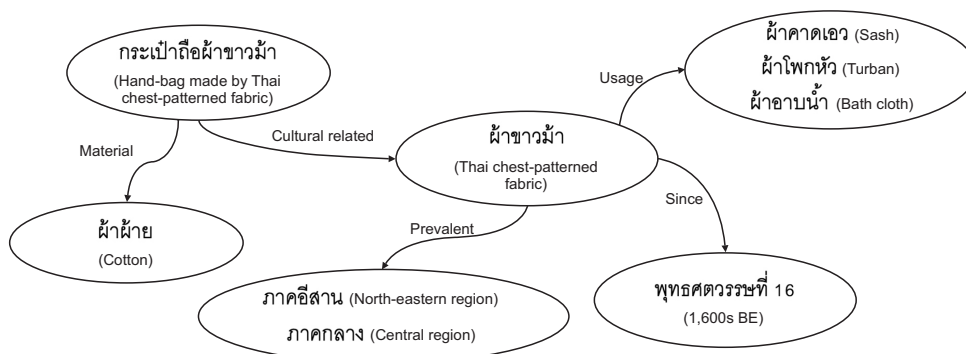 กระเป๋าถือผ้าขาวม้า
(Hand-bag made by Thai
chest-patterned fabric)
Material
Cultural related
ผ้าฝ้าย
(Cotton)
ผ้าขาวม้า
(Thai chest-patterned
fabric)
Usage
ผ้าคาดเอว (Sash)
ผ้าโพกหัว (Turban)
ผ้าอาบน้ำ (Bath cloth)
Prevalent
Since
ภาคอีสาน (North-eastern region)
ภาคกลาง (Central region)
พุทธศตวรรษที่ 16
(1,600s BE)